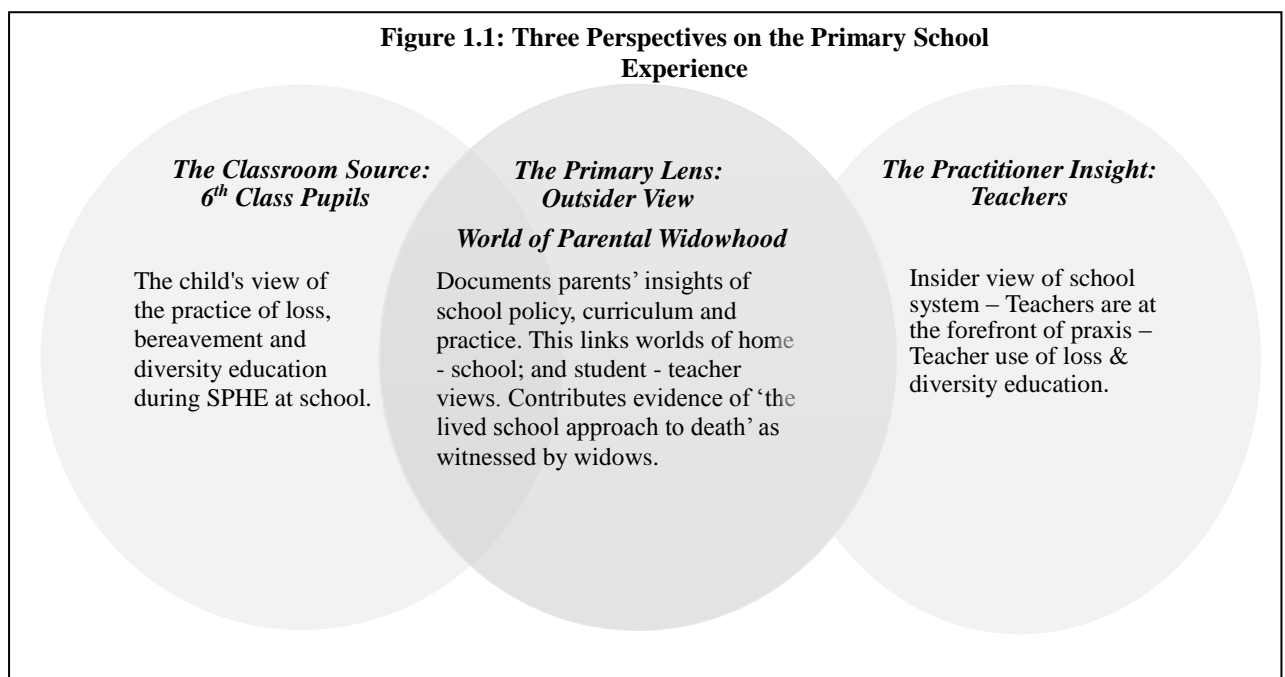 Figure 1.1: Three Perspectives on the Primary School
Experience
The Classroom Source:
6th Class Pupils
The child's view of
the practice of loss,
bereavement and
diversity education
during SPHE at school.
The Primary Lens:
Outsider View
World of Parental Widowhood
Documents parents’ insights of
school policy, curriculum and
practice. This links worlds of home
- school; and student - teacher
views. Contributes evidence of ‘the
lived school approach to death’ as
witnessed by widows.
The Practitioner Insight:
Teachers
Insider view of school
system – Teachers are at
the forefront of praxis –
Teacher use of loss &
diversity education.